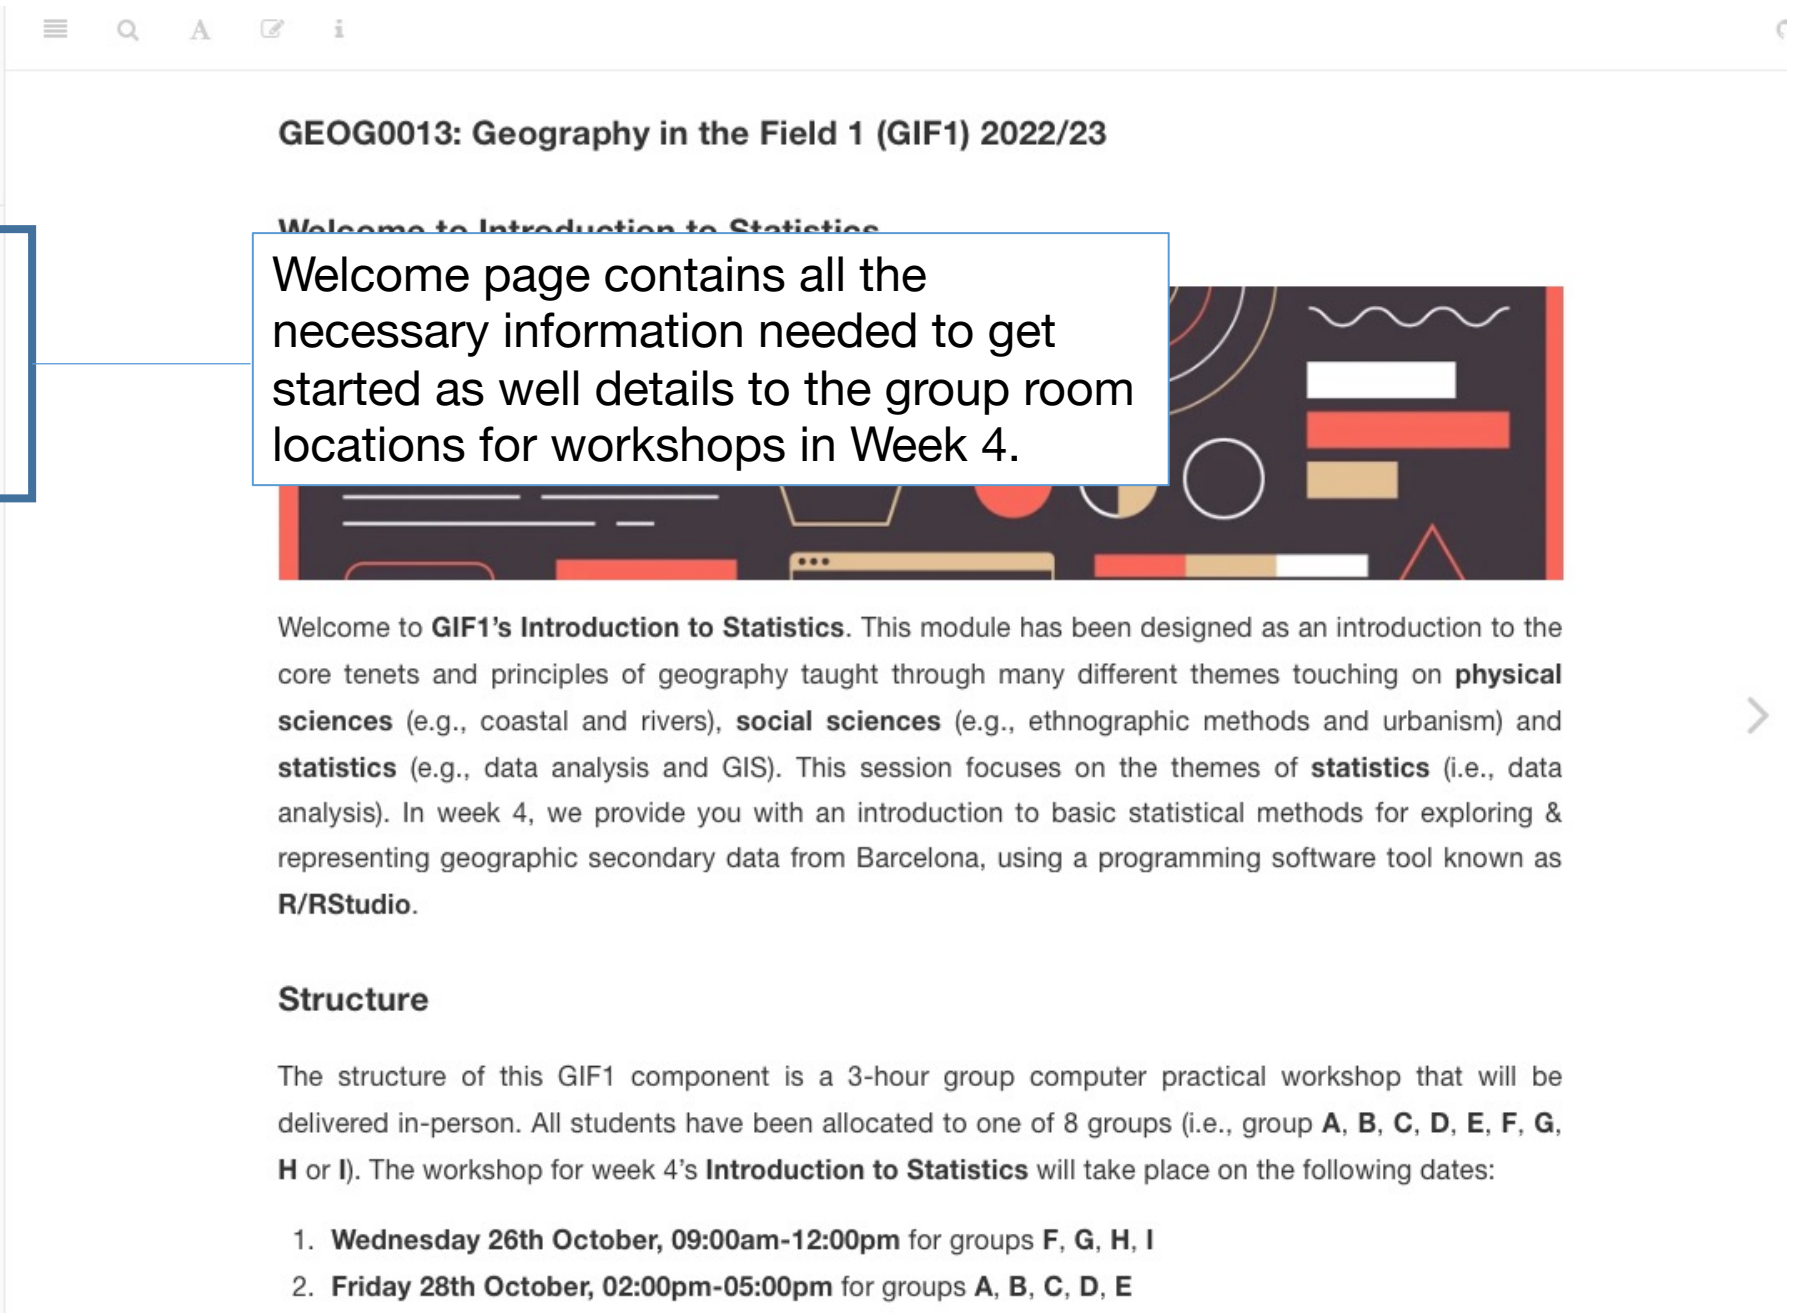 GEOG0013: Geography in the Field 1 (GIF1) 2022/23
Welcome to Introduction to Statistics
Welcome page contains all the
necessary information needed to get
started as well details to the group room
locations for workshops in Week 4.
Welcome to GIF1's Introduction to Statistics. This module has been designed as an introduction to the
core tenets and principles of geography taught through many different themes touching on physical
sciences (e.g., coastal and rivers), social sciences (e.g., ethnographic methods and urbanism) and
statistics (e.g., data analysis and GIS). This session focuses on the themes of statistics (i.e., data
analysis). In week 4, we provide you with an introduction to basic statistical methods for exploring &
representing geographic secondary data from Barcelona, using a programming software tool known as
R/RStudio.
Structure
The structure of this GIF1 component is a 3-hour group computer practical workshop that will be
delivered in-person. All students have been allocated to one of 8 groups (i.e., group A, B, C, D, E, F, G,
H or I). The workshop for week 4's Introduction to Statistics will take place on the following dates:
1. Wednesday 26th October, 09:00am-12:00pm for groups F, G, H, I
2. Friday 28th October, 02:00pm-05:00pm for groups A, B, C, D, E